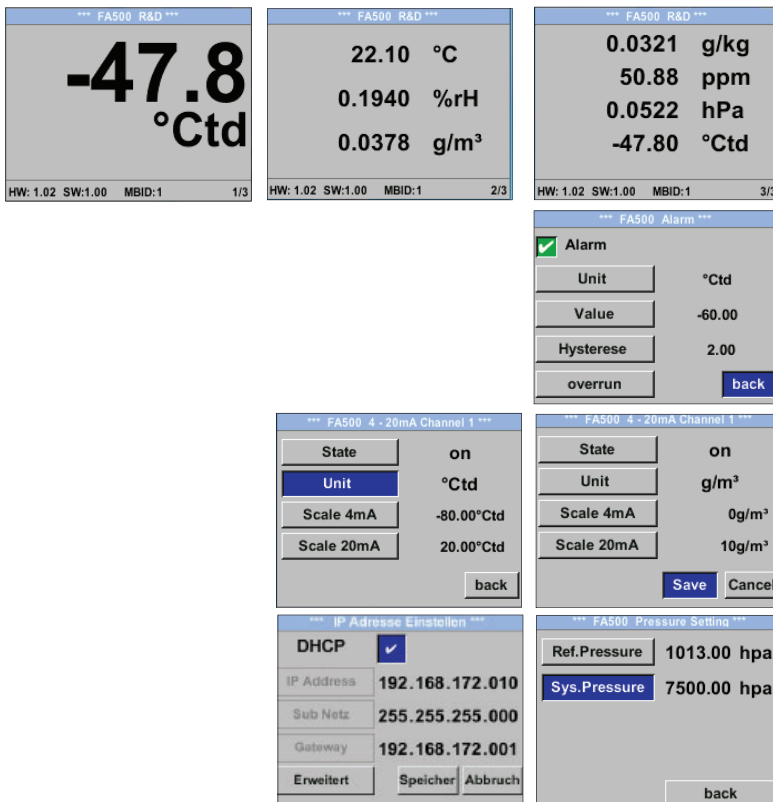 *** FA500 R&D ***
-47.8
°Ctd
HW: 1.02 SW:1.00 MBID:1 1/3
*** FA500 R&D ***
22.10 °C
0.1940 %rH
0.0378 g/m³
HW: 1.02 SW:1.00 MBID:1 2/3
*** FA500 R&D ***
0.0321 g/kg
50.88 ppm
0.0522 hPa
-47.80 °Ctd
HW: 1.02 SW:1.00 MBID:1 3/3
*** FA500 Alarm ***
Alarm
Unit °Ctd
Value -60.00
Hysterese 2.00
overrun back
*** FA500 4 - 20mA Channel 1 ***
State on
Unit °Ctd
Scale 4mA -80.00°Ctd
Scale 20mA 20.00°Ctd
back
*** FA500 4 - 20mA Channel 1 ***
State on
Unit g/m³
Scale 4mA 0g/m³
Scale 20mA 10g/m³
Save Cancel
*** IP Adresse Einstellen ***
DHCP
IP Address 192.168.172.010
Sub Netz 255.255.255.000
Gateway 192.168.172.001
Erweitert Speicher Abbruch
*** FA500 Pressure Setting ***
Ref.Pressure 1013.00 hpa
Sys.Pressure 7500.00 hpa
back